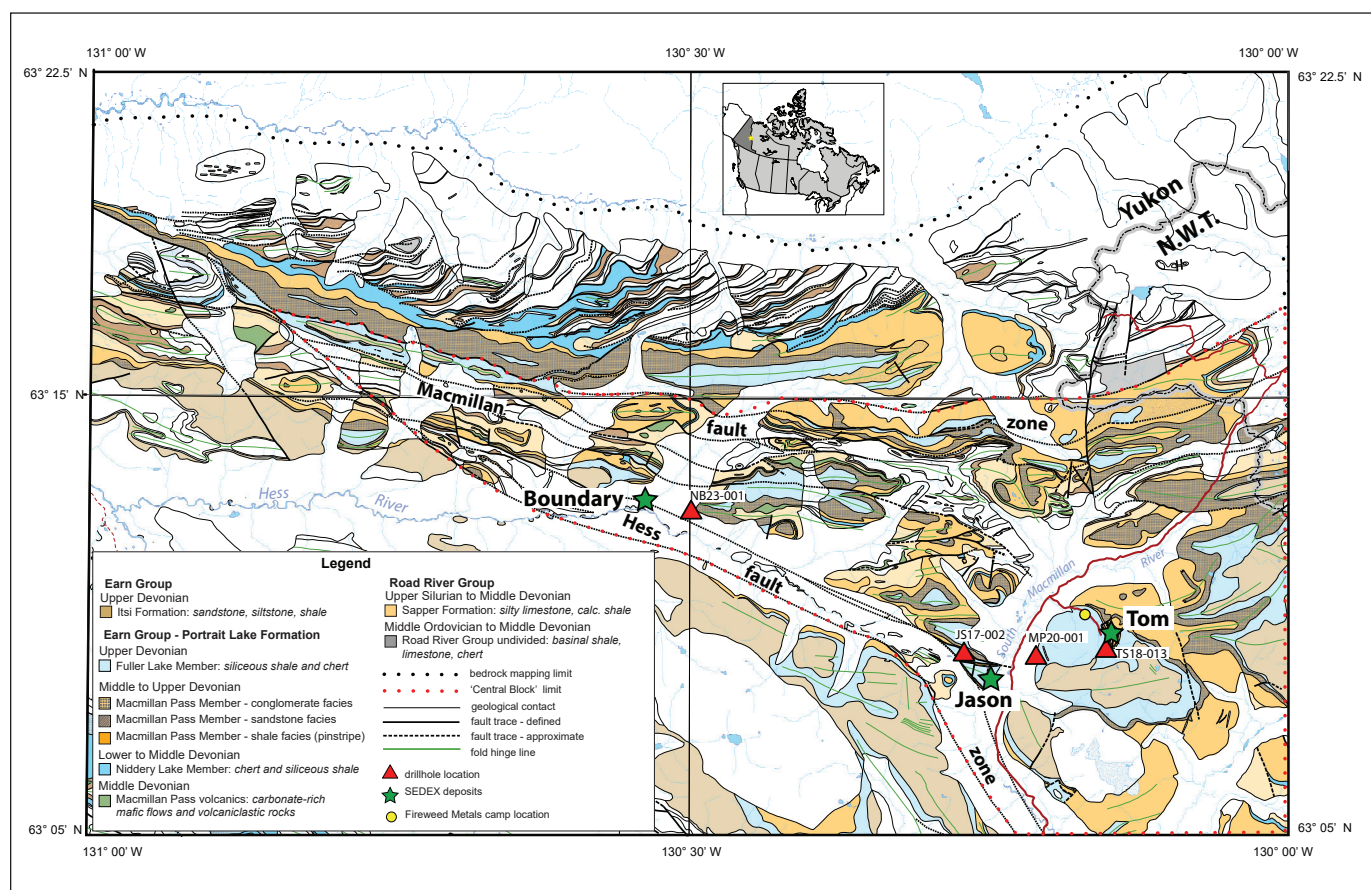 131° 00' W
130° 30' W
130° 00' W
63° 22.5' N
63° 22.5' N
Yukon
N.W.T.
63° 15' N
63° 15' N
Macmillan
fault
zone
Hess
River
Boundary
NB23-001
Hess
fault
zone
South
Macmillan
River
Tom
JS17-002
MP20-001
TS18-013
Jason
Legend
Earn Group
Upper Devonian
Itsi Formation: sandstone, siltstone, shale
Earn Group - Portrait Lake Formation
Upper Devonian
Fuller Lake Member: siliceous shale and chert
Middle to Upper Devonian
Macmillan Pass Member - conglomerate facies
Macmillan Pass Member - sandstone facies
Macmillan Pass Member - shale facies (pinstripe)
Lower to Middle Devonian
Niddery Lake Member: chert and siliceous shale
Middle Devonian
Macmillan Pass volcanics: carbonate-rich
mafic flows and volcaniclastic rocks
Road River Group
Upper Silurian to Middle Devonian
Sapper Formation: silty limestone, calc. shale
Middle Ordovician to Middle Devonian
Road River Group undivided: basinal shale,
limestone, chert
bedrock mapping limit
'Central Block' limit
geological contact
fault trace - defined
fault trace - approximate
fold hinge line
drillhole location
SEDEX deposits
Fireweed Metals camp location
63° 05' N
63° 05' N
131° 00' W
130° 30' W
130° 00' W